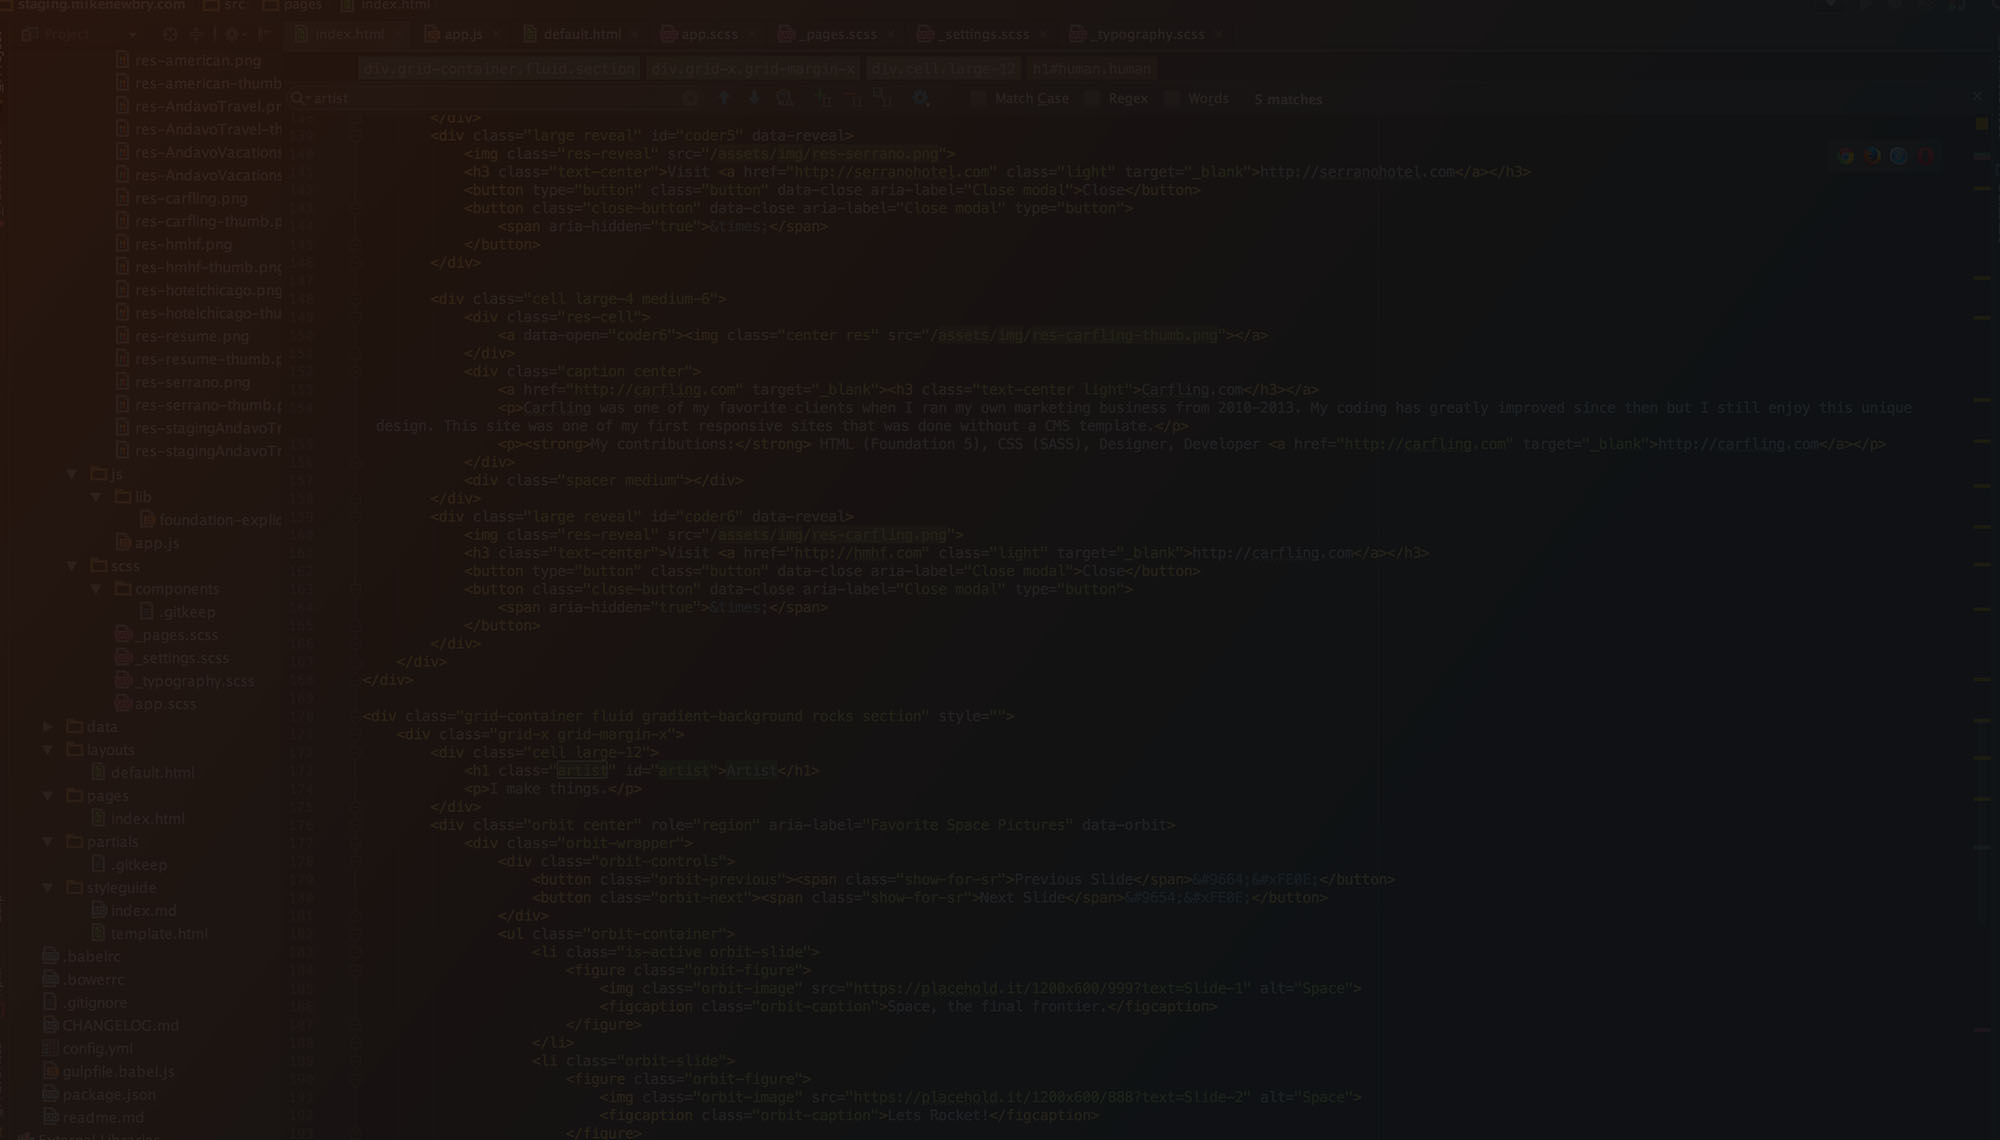 staging.mikenewbry.com src pages index.html
Project index.html app.js default.html app.scss _pages.scss _settings.scss _typography.scss
div.grid-container.fluid.section div.grid-x.grid-margin-x div.cell.large-12 h1#human.human
artist Match Case Regex Words 5 matches
res-american.png
res-american-thumb
res-AndavoTravel.pr
res-AndavoTravel-th
res-AndavoVacations
res-AndavoVacations
res-carfling.png
res-carfling-thumb.p
res-hmhf.png
res-hmhf-thumb.png
res-hotelchicago.png
res-hotelchicago-thu
res-resume.png
res-resume-thumb.p
res-serrano.png
res-serrano-thumb.p
res-stagingAndavoTr
res-stagingAndavoTr
js
lib
foundation-explic
app.js
scss
components
.gitkeep
_pages.scss
_settings.scss
_typography.scss
app.scss
data
layouts
default.html
pages
index.html
partials
.gitkeep
styleguide
index.md
template.html
.babelrc
.bowerrc
.gitignore
CHANGELOG.md
config.yml
gulpfile.babel.js
package.json
readme.md
External Libraries
</div>
<div class="large reveal" id="coder5" data-reveal>
<img class="res-reveal" src="/assets/img/res-serrano.png">
<h3 class="text-center">Visit <a href="http://serranohotel.com" class="light" target="_blank">http://serranohotel.com</a></h3>
<button type="button" class="button" data-close aria-label="Close modal">Close</button>
<button class="close-button" data-close aria-label="Close modal" type="button">
<span aria-hidden="true">&times;</span>
</button>
</div>
<div class="cell large-4 medium-6">
<div class="res-cell">
<a data-open="coder6"><img class="center res" src="/assets/img/res-carfling-thumb.png"></a>
</div>
<div class="caption center">
<a href="http://carfling.com" target="_blank"><h3 class="text-center light">Carfling.com</h3></a>
<p>Carfling was one of my favorite clients when I ran my own marketing business from 2010-2013. My coding has greatly improved since then but I still enjoy this unique
design. This site was one of my first responsive sites that was done without a CMS template.</p>
<p><strong>My contributions:</strong> HTML (Foundation 5), CSS (SASS), Designer, Developer <a href="http://carfling.com" target="_blank">http://carfling.com</a></p>
</div>
<div class="spacer medium"></div>
</div>
<div class="large reveal" id="coder6" data-reveal>
<img class="res-reveal" src="/assets/img/res-carfling.png">
<h3 class="text-center">Visit <a href="http://hmhf.com" class="light" target="_blank">http://carfling.com</a></h3>
<button type="button" class="button" data-close aria-label="Close modal">Close</button>
<button class="close-button" data-close aria-label="Close modal" type="button">
<span aria-hidden="true">&times;</span>
</button>
</div>
</div>
</div>
<div class="grid-container fluid gradient-background rocks section" style="">
<div class="grid-x grid-margin-x">
<div class="cell large-12">
<h1 class="artist" id="artist">Artist</h1>
<p>I make things.</p>
</div>
<div class="orbit center" role="region" aria-label="Favorite Space Pictures" data-orbit>
<div class="orbit-wrapper">
<div class="orbit-controls">
<button class="orbit-previous"><span class="show-for-sr">Previous Slide</span>&#9664;&#xFE0E;</button>
<button class="orbit-next"><span class="show-for-sr">Next Slide</span>&#9654;&#xFE0E;</button>
</div>
<ul class="orbit-container">
<li class="is-active orbit-slide">
<figure class="orbit-figure">
<img class="orbit-image" src="https://placehold.it/1200x600/999?text=Slide-1" alt="Space">
<figcaption class="orbit-caption">Space, the final frontier.</figcaption>
</figure>
</li>
<li class="orbit-slide">
<figure class="orbit-figure">
<img class="orbit-image" src="https://placehold.it/1200x600/888?text=Slide-2" alt="Space">
<figcaption class="orbit-caption">Lets Rocket!</figcaption>
</figure>